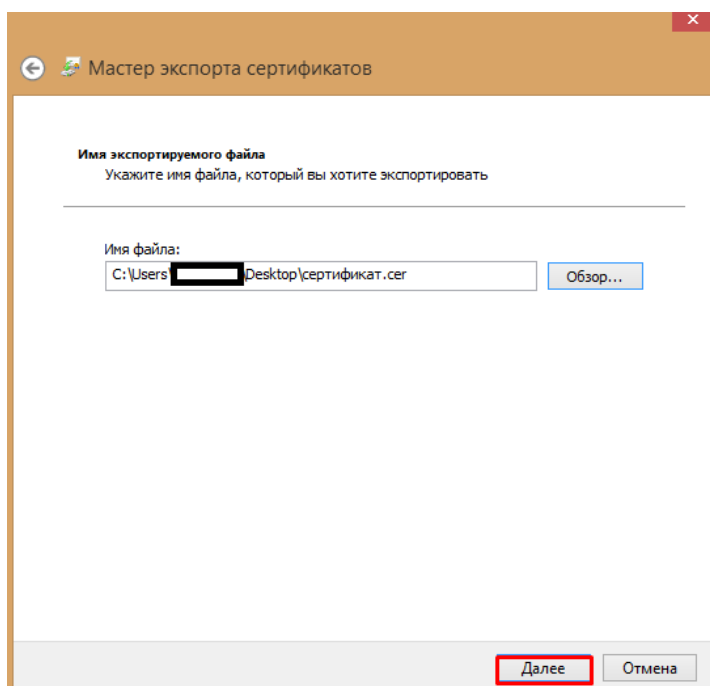 Мастер экспорта сертификатов
Имя экспортируемого файла
Укажите имя файла, который вы хотите экспортировать
Имя файла:
C:\Users\ \Desktop\сертификат.cer
Обзор...
Далее
Отмена